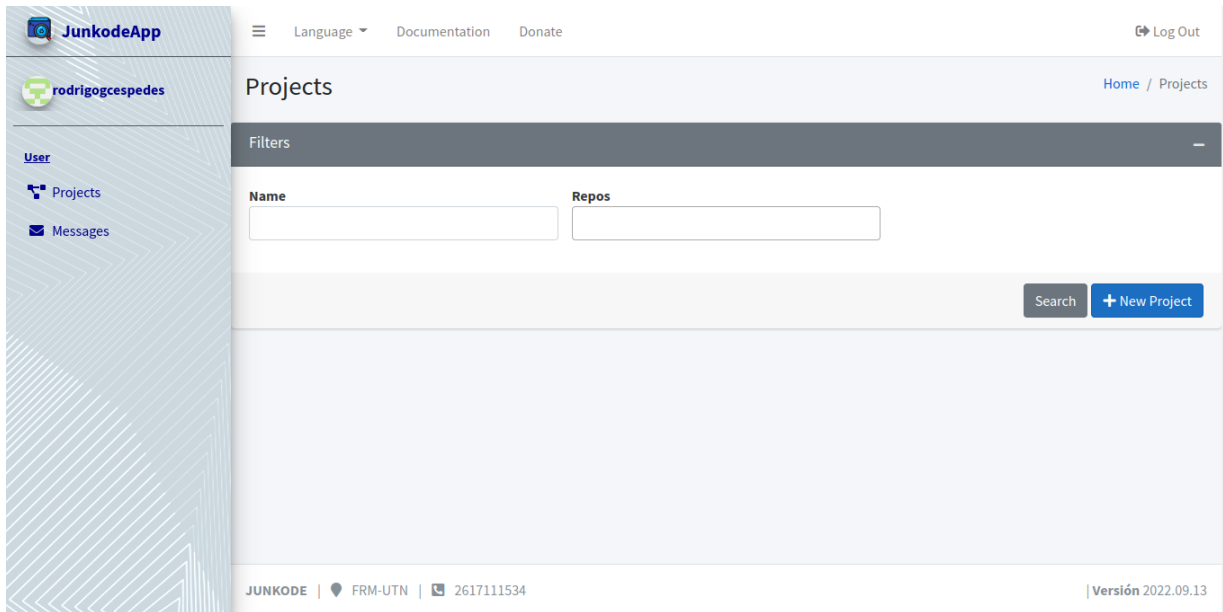 JunkodeApp
Language Documentation Donate Log Out
rodrigogcespedes
Projects
Home / Projects
Filters
User
Projects
Messages
Name Repos
Search New Project
JUNKODE | FRM-UTN | 2617111534
| Versión 2022.09.13